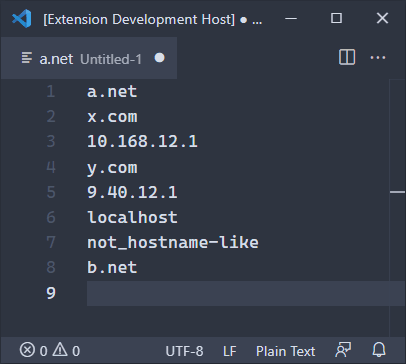 [Extension Development Host] ● ...
a.net Untitled-1 ●
1 a.net
2 x.com
3 10.168.12.1
4 y.com
5 9.40.12.1
6 localhost
7 not_hostname-like
8 b.net
9
0 0 UTF-8 LF Plain Text